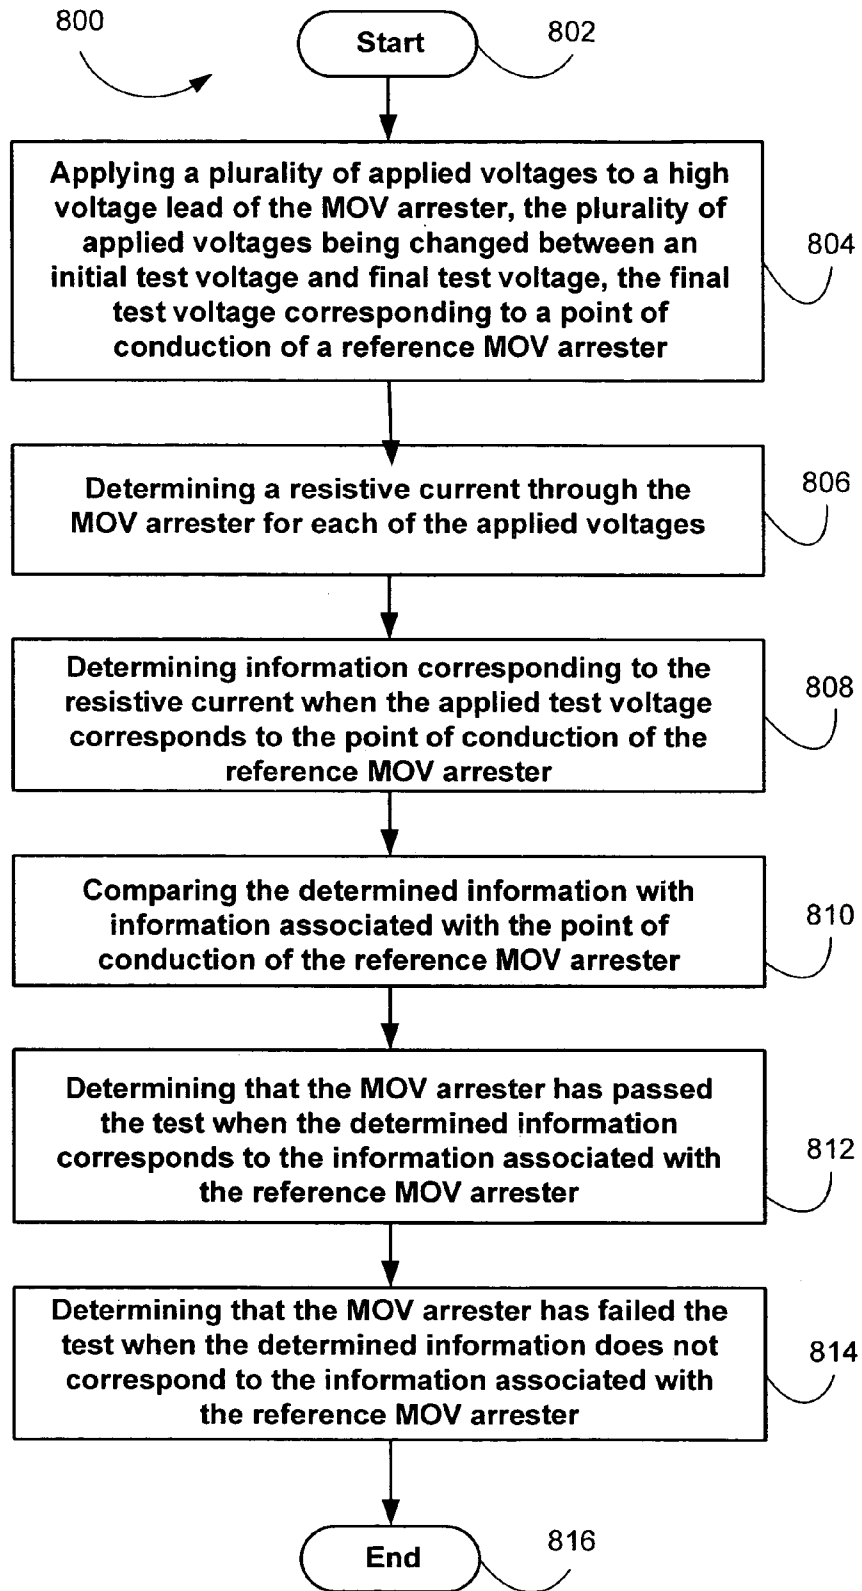 800
Start
802
Applying a plurality of applied voltages to a high
voltage lead of the MOV arrester, the plurality of
applied voltages being changed between an
initial test voltage and final test voltage, the final
test voltage corresponding to a point of
conduction of a reference MOV arrester
804
Determining a resistive current through the
MOV arrester for each of the applied voltages
806
Determining information corresponding to the
resistive current when the applied test voltage
corresponds to the point of conduction of the
reference MOV arrester
808
Comparing the determined information with
information associated with the point of
conduction of the reference MOV arrester
810
Determining that the MOV arrester has passed
the test when the determined information
corresponds to the information associated with
the reference MOV arrester
812
Determining that the MOV arrester has failed the
test when the determined information does not
correspond to the information associated with
the reference MOV arrester
814
End
816